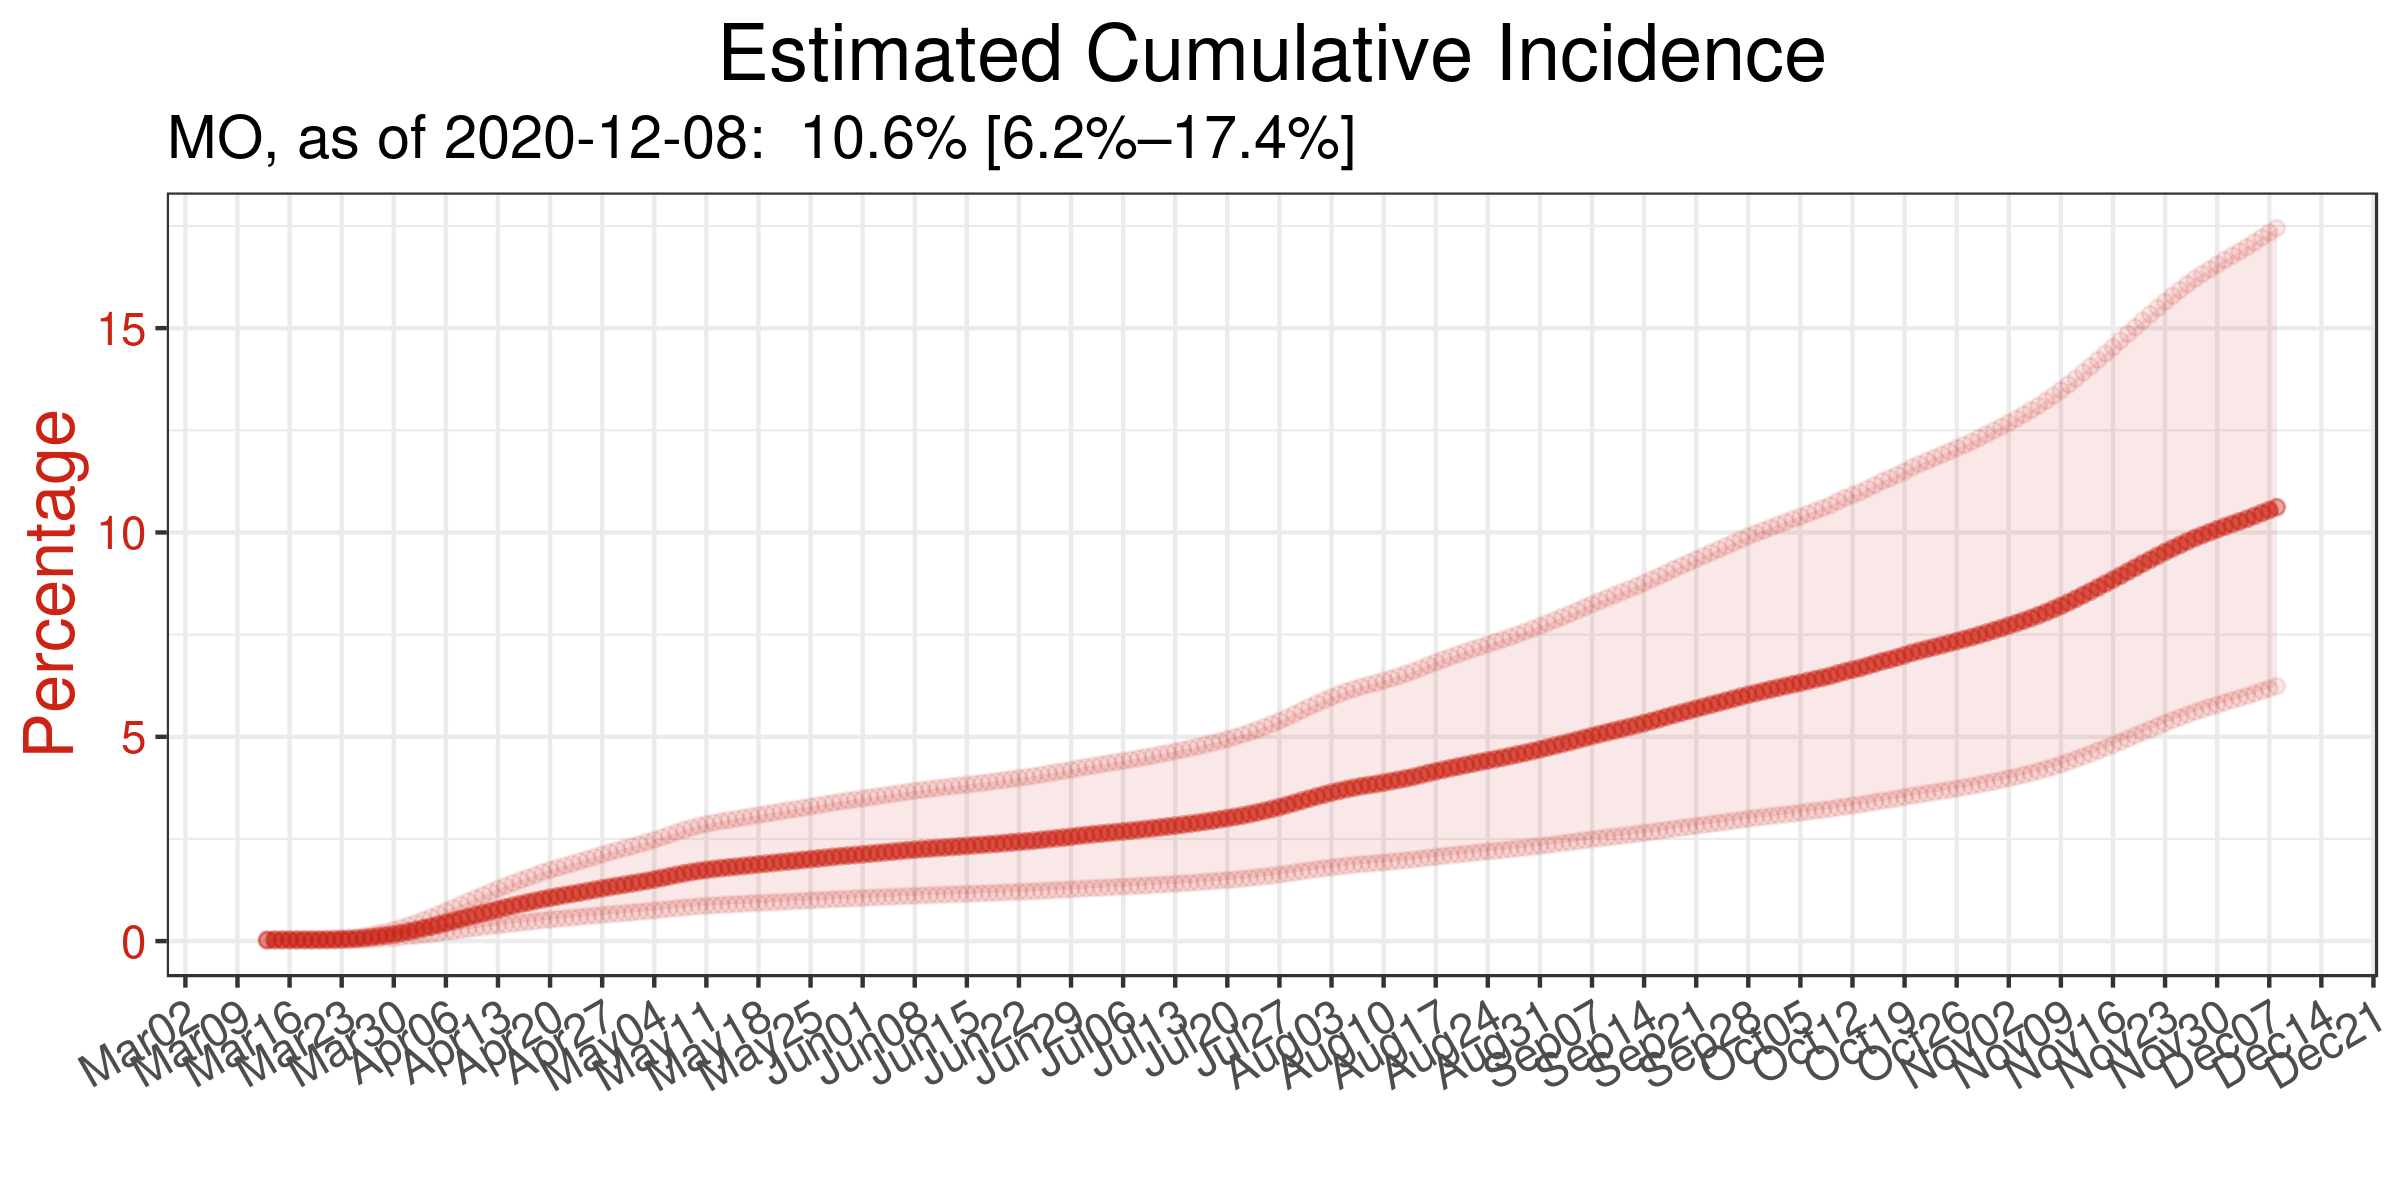 Estimated Cumulative Incidence
MO, as of 2020-12-08:  10.6% [6.2%–17.4%]
Percentage
15
10
5
0
Mar02
Mar09
Mar16
Mar23
Mar30
Apr06
Apr13
Apr20
Apr27
May04
May11
May18
May25
Jun01
Jun08
Jun15
Jun22
Jun29
Jul06
Jul13
Jul20
Jul27
Aug03
Aug10
Aug17
Aug24
Aug31
Sep07
Sep14
Sep21
Sep28
Oct05
Oct12
Oct19
Oct26
Nov02
Nov09
Nov16
Nov23
Nov30
Dec07
Dec14
Dec21